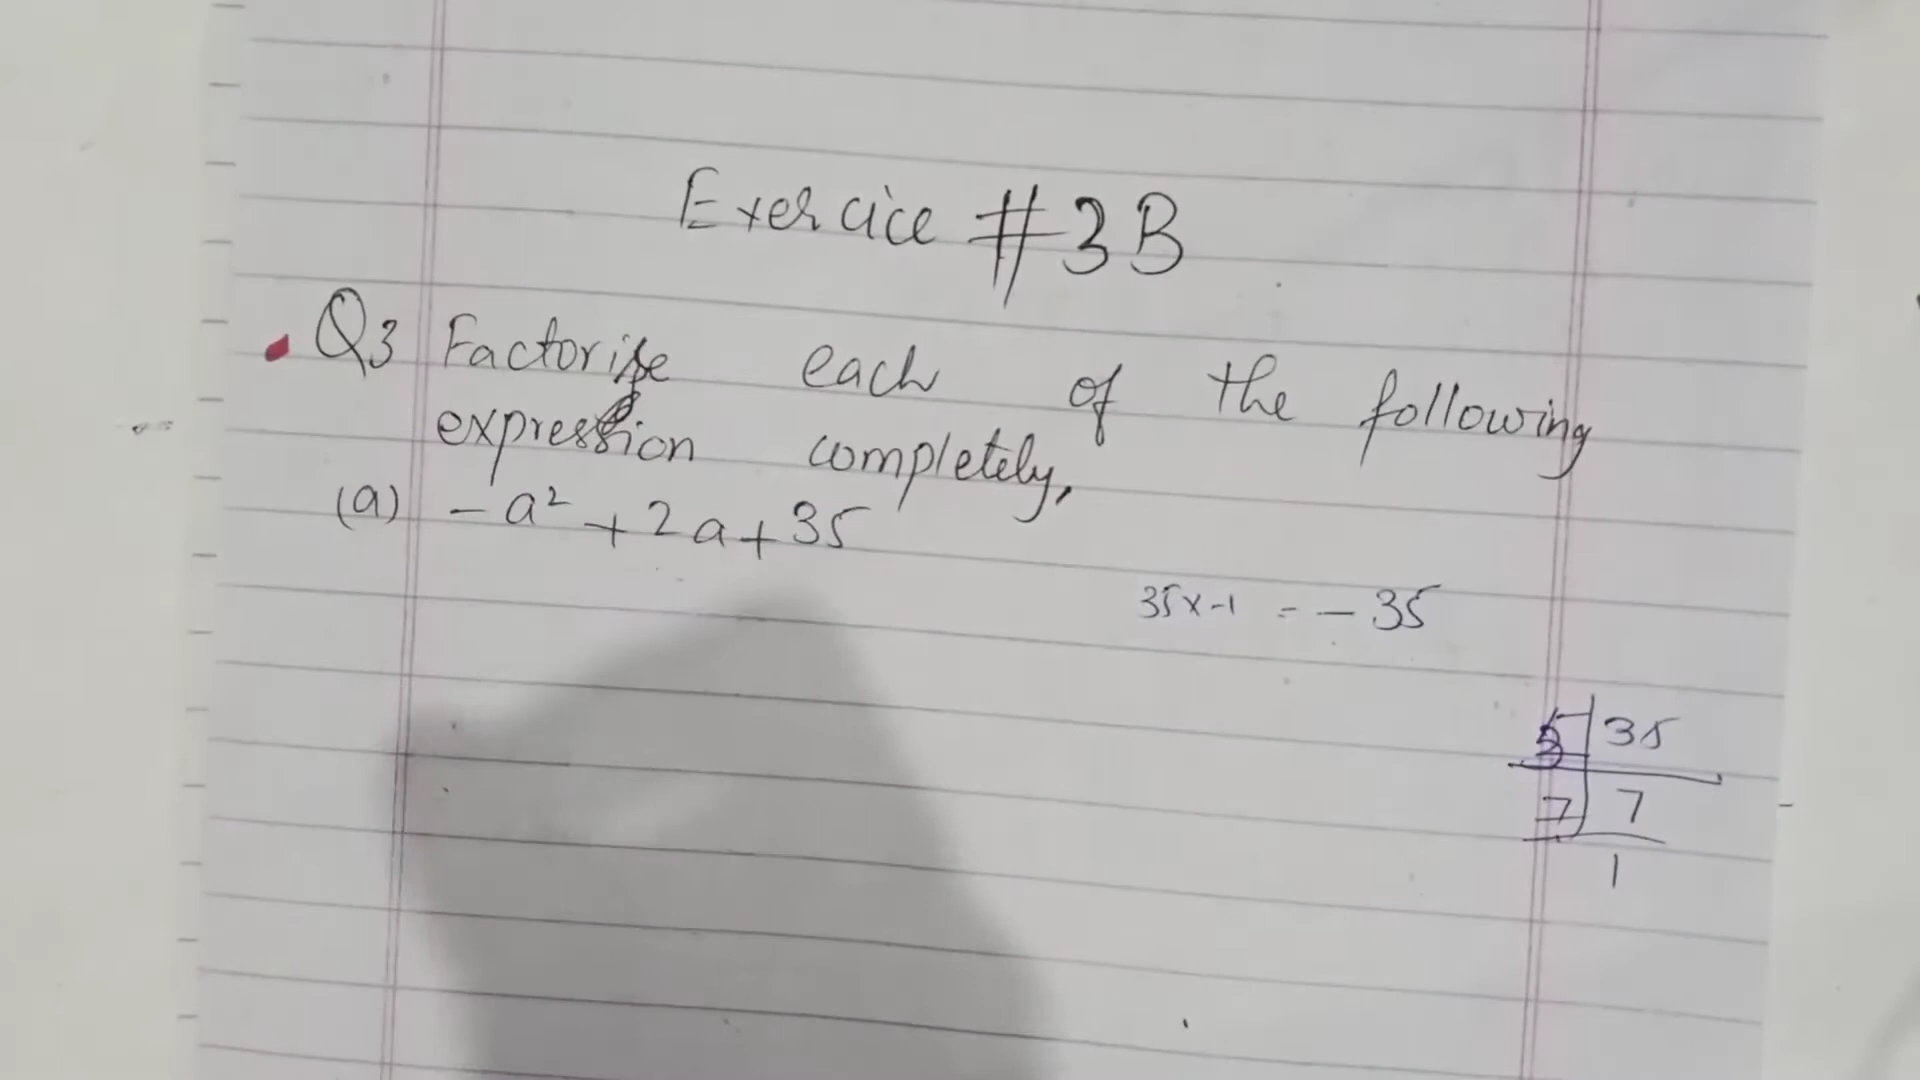 Exercice #3B
Q3 Factorise each of the following
expression completely,
(a) -a² + 2a + 35
35x-1 = -35
5 | 35
7 | 7
1